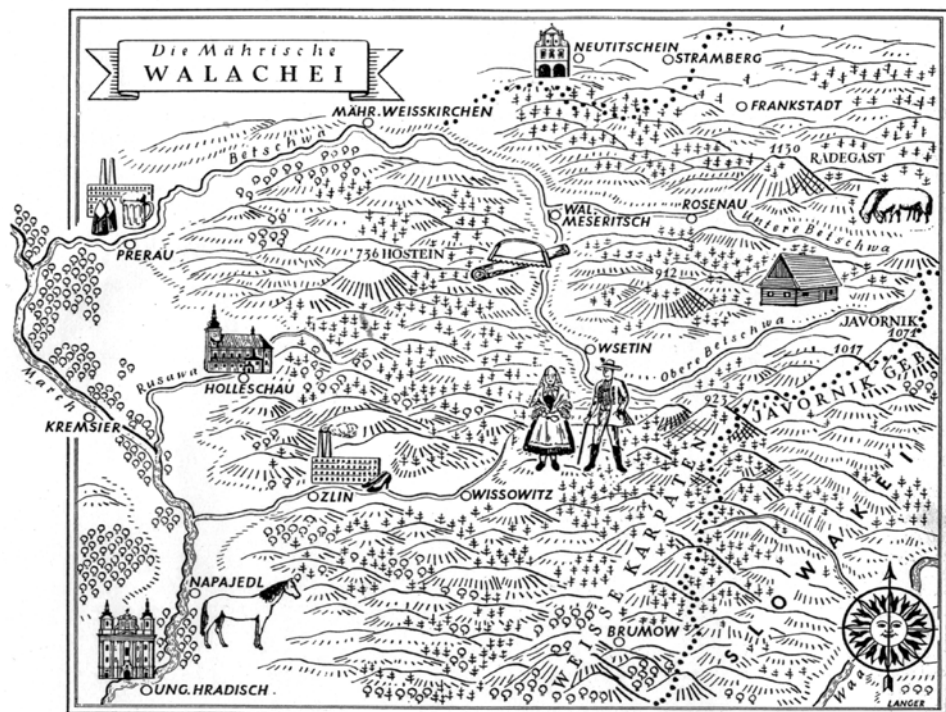 Die Mährische
WALACHEI
NEUTITSCHEIN
STRAMBERG
FRANKSTADT
MÄHR. WEISSKIRCHEN
Betschwa
1130
RADEGAST
WAL.
MESERITSCH
ROSENAU
Untere Betschwa
PRERAU
736 HOSTEIN
912
JAVORNIK
1071
WSETIN
Obere Betschwa
1017
JAVORNIK GEB.
923
Rusawa
HOLLESCHAU
March
KREMSIER
ZLIN
WISSOWITZ
WEISSE KARPATEN
SLOWAKEI
NAPAJEDL
BRUMOW
UNG. HRADISCH
Waa
LANGER